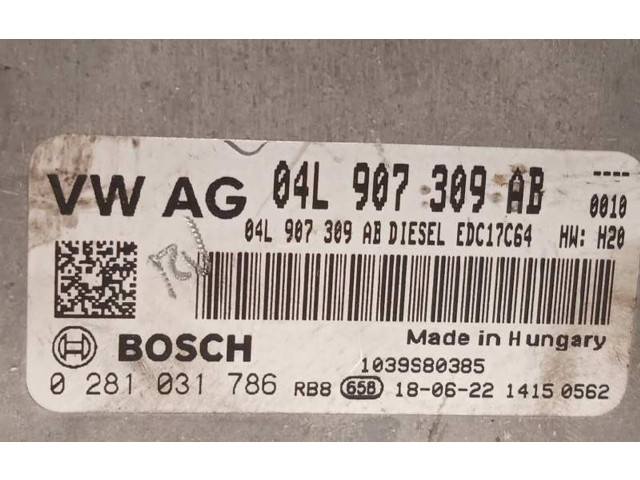 VW AG 04L 907 309 AB ----
0010
04L 907 309 AB DIESEL EDC17C64 HW: H20
BOSCH Made in Hungary
1039S80385
0 281 031 786 RB8 658 18-06-22 1415 0562